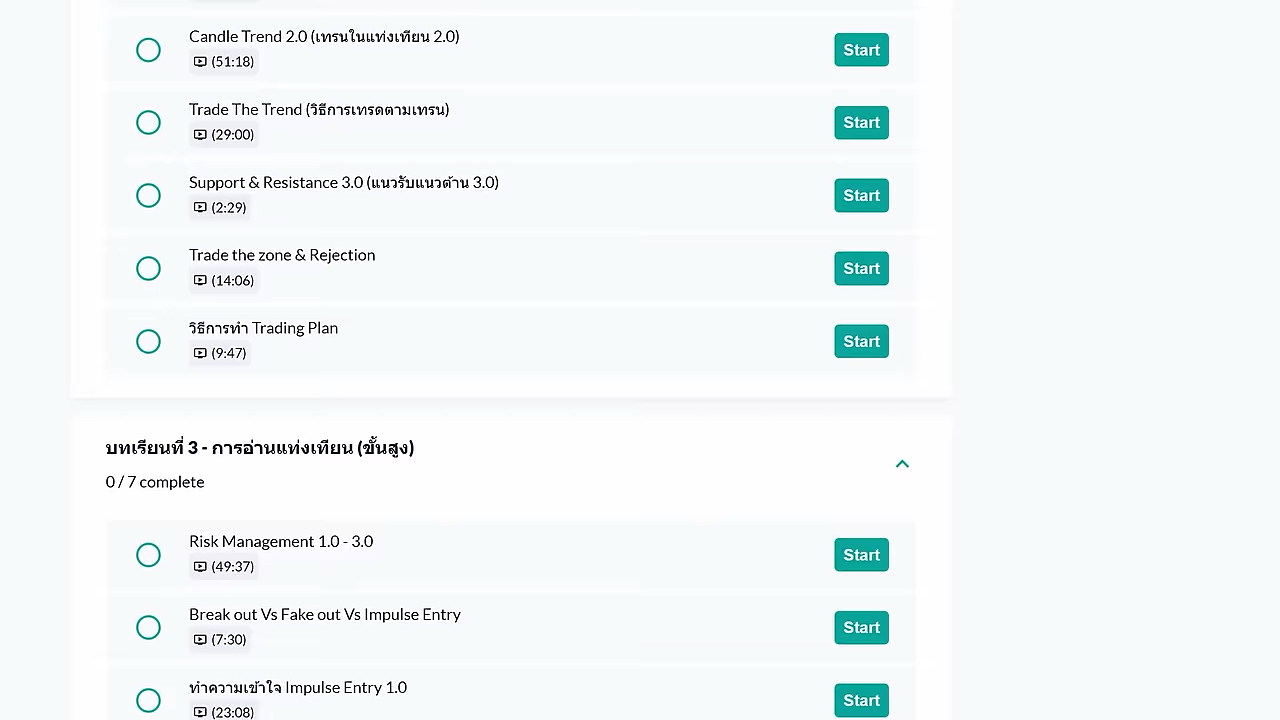 Candle Trend 2.0 (เทรนในแท่งเทียน 2.0)
(51:18)
Start
Trade The Trend (วิธีการเทรดตามเทรน)
(29:00)
Start
Support & Resistance 3.0 (แนวรับแนวต้าน 3.0)
(2:29)
Start
Trade the zone & Rejection
(14:06)
Start
วิธีการทำ Trading Plan
(9:47)
Start
บทเรียนที่ 3 - การอ่านแท่งเทียน (ขั้นสูง)
0 / 7 complete
Risk Management 1.0 - 3.0
(49:37)
Start
Break out Vs Fake out Vs Impulse Entry
(7:30)
Start
ทำความเข้าใจ Impulse Entry 1.0
(23:08)
Start